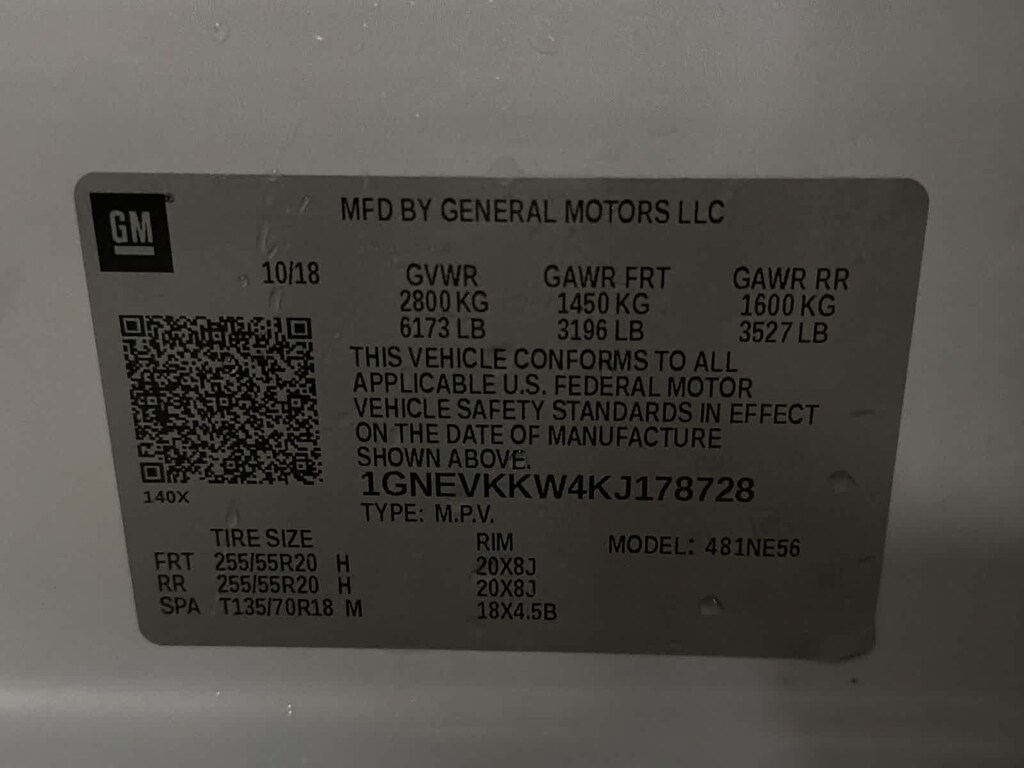 GM
MFD BY GENERAL MOTORS LLC
10/18 GVWR GAWR FRT GAWR RR
2800 KG 1450 KG 1600 KG
6173 LB 3196 LB 3527 LB
THIS VEHICLE CONFORMS TO ALL
APPLICABLE U.S. FEDERAL MOTOR
VEHICLE SAFETY STANDARDS IN EFFECT
ON THE DATE OF MANUFACTURE
SHOWN ABOVE.
140X
1GNEVKKW4KJ178728
TYPE: M.P.V.
TIRE SIZE RIM MODEL: 481NE56
FRT 255/55R20 H 20X8J
RR 255/55R20 H 20X8J
SPA T135/70R18 M 18X4.5B